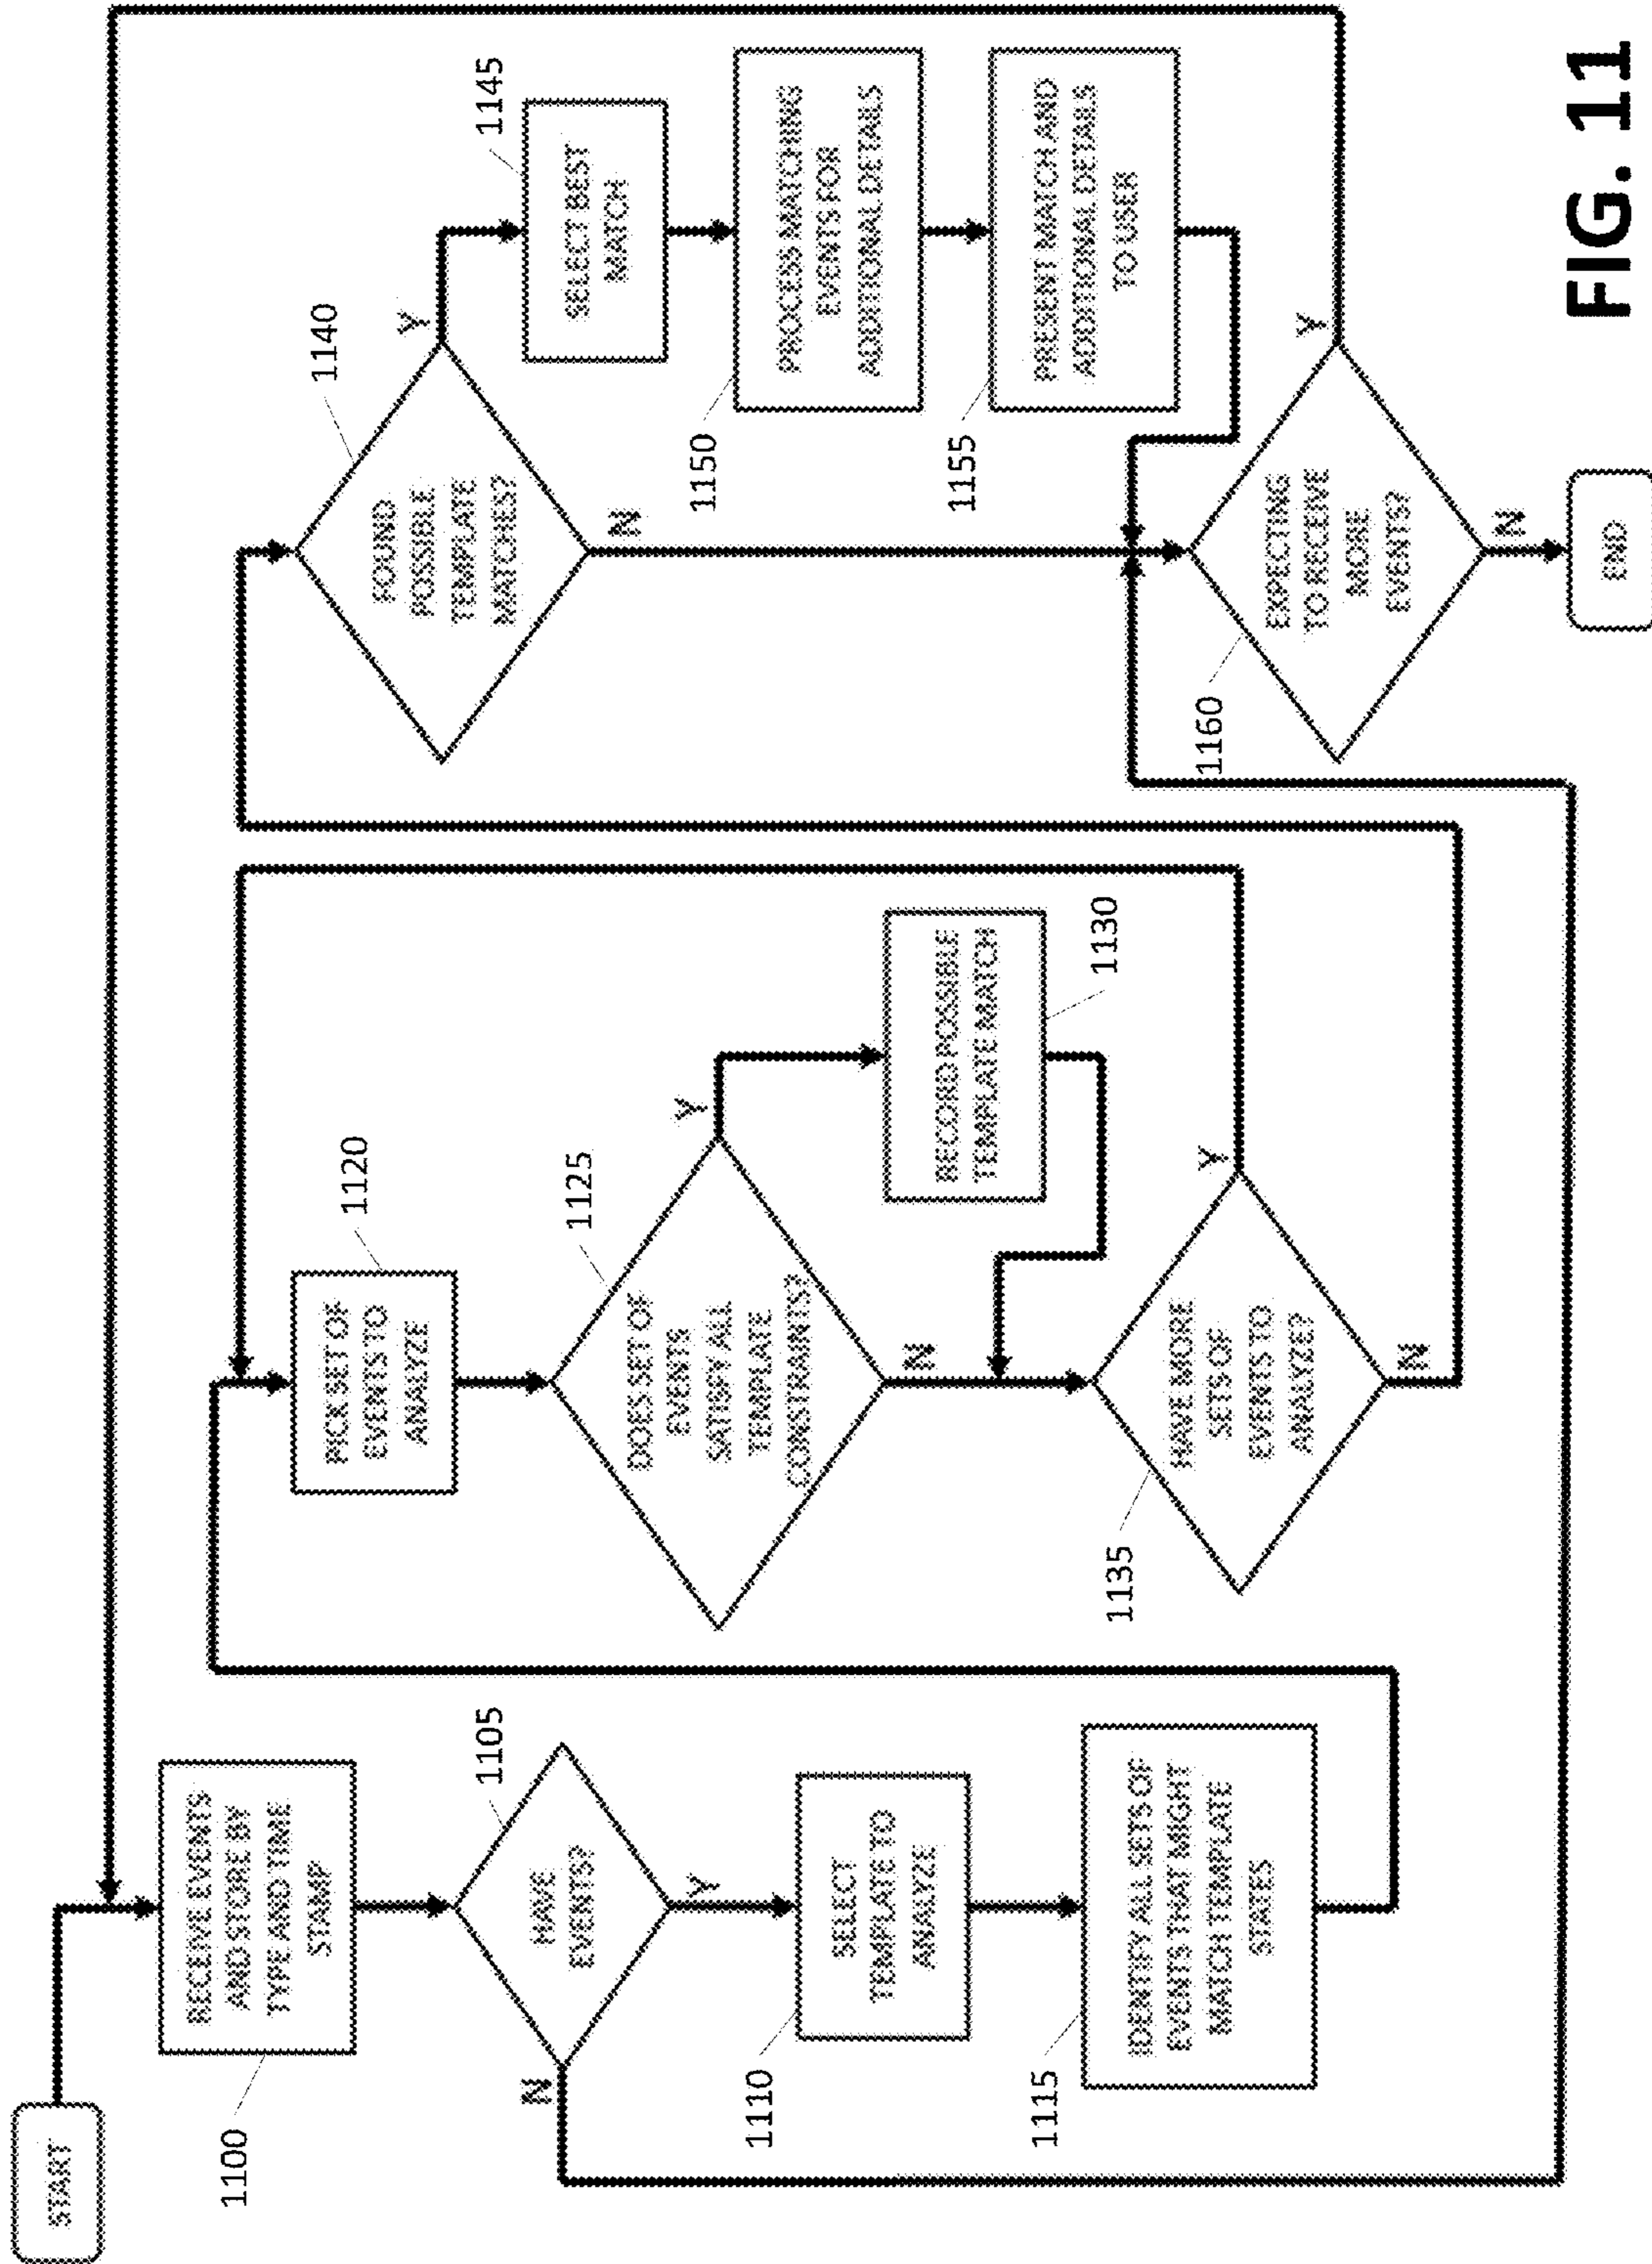 START
1100
RECEIVE EVENTS
AND STORE BY
TYPE AND TIME
STAMP
1105
HAVE
EVENTS?
N
Y
1110
SELECT
TEMPLATE TO
ANALYZE
1115
IDENTIFY ALL SETS OF
EVENTS THAT MIGHT
MATCH TEMPLATE
STATES
1120
PICK SET OF
EVENTS TO
ANALYZE
1125
DOES SET OF
EVENTS
SATISFY ALL
TEMPLATE
CONSTRAINTS?
Y
N
1130
RECORD POSSIBLE
TEMPLATE MATCH
1135
HAVE MORE
SETS OF
EVENTS TO
ANALYZE?
Y
N
1140
FOUND
POSSIBLE
TEMPLATE
MATCHES?
Y
N
1145
SELECT BEST
MATCH
1150
PROCESS MATCHING
EVENTS FOR
ADDITIONAL DETAILS
1155
PRESENT MATCH AND
ADDITIONAL DETAILS
TO USER
1160
EXPECTING
TO RECEIVE
MORE
EVENTS?
Y
N
END
FIG. 11